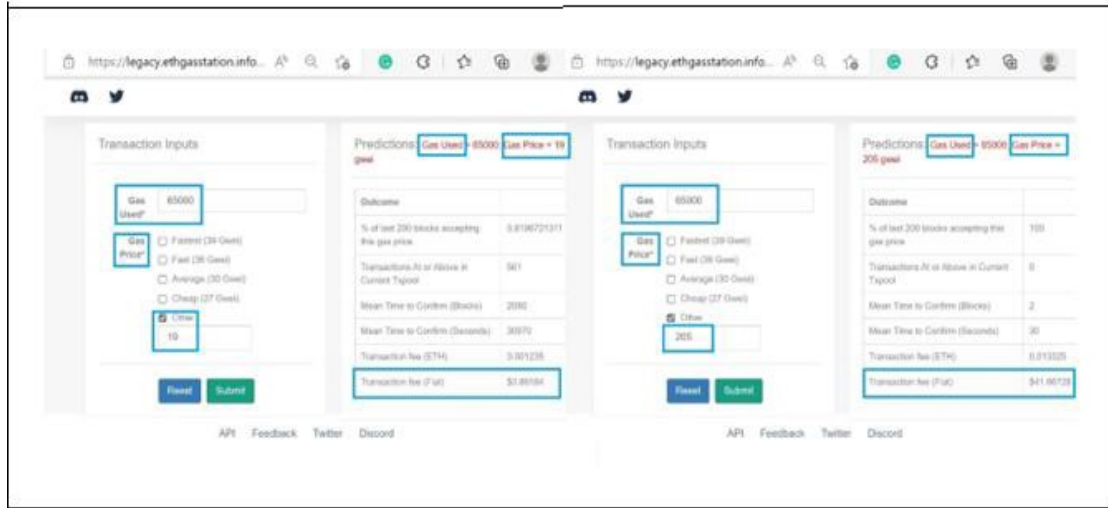 https://legacy.ethgasstation.info...
Transaction Inputs
Gas Used* 65000
Gas Price*
Fastest (39 Gwei)
Fast (36 Gwei)
Average (30 Gwei)
Cheap (27 Gwei)
Other
19
Reset Submit
Predictions: Gas Used = 65000; Gas Price = 19 gwei
Outcome
% of last 200 blocks accepting this gas price
Transactions At or Above in Current Txpool 561
Mean Time to Confirm (Blocks)
Mean Time to Confirm (Seconds) 30970
Transaction fee (ETH) 0.001235
Transaction fee (Fiat)
API Feedback Twitter Discord
https://legacy.ethgasstation.info...
Transaction Inputs
Gas Used* 65000
Gas Price*
Fastest (39 Gwei)
Fast (36 Gwei)
Average (30 Gwei)
Cheap (27 Gwei)
Other
205
Reset Submit
Predictions: Gas Used = 65000; Gas Price = 205 gwei
Outcome
% of last 200 blocks accepting this gas price 100
Transactions At or Above in Current Txpool
Mean Time to Confirm (Blocks) 2
Mean Time to Confirm (Seconds) 30
Transaction fee (ETH) 0.013325
Transaction fee (Fiat)
API Feedback Twitter Discord